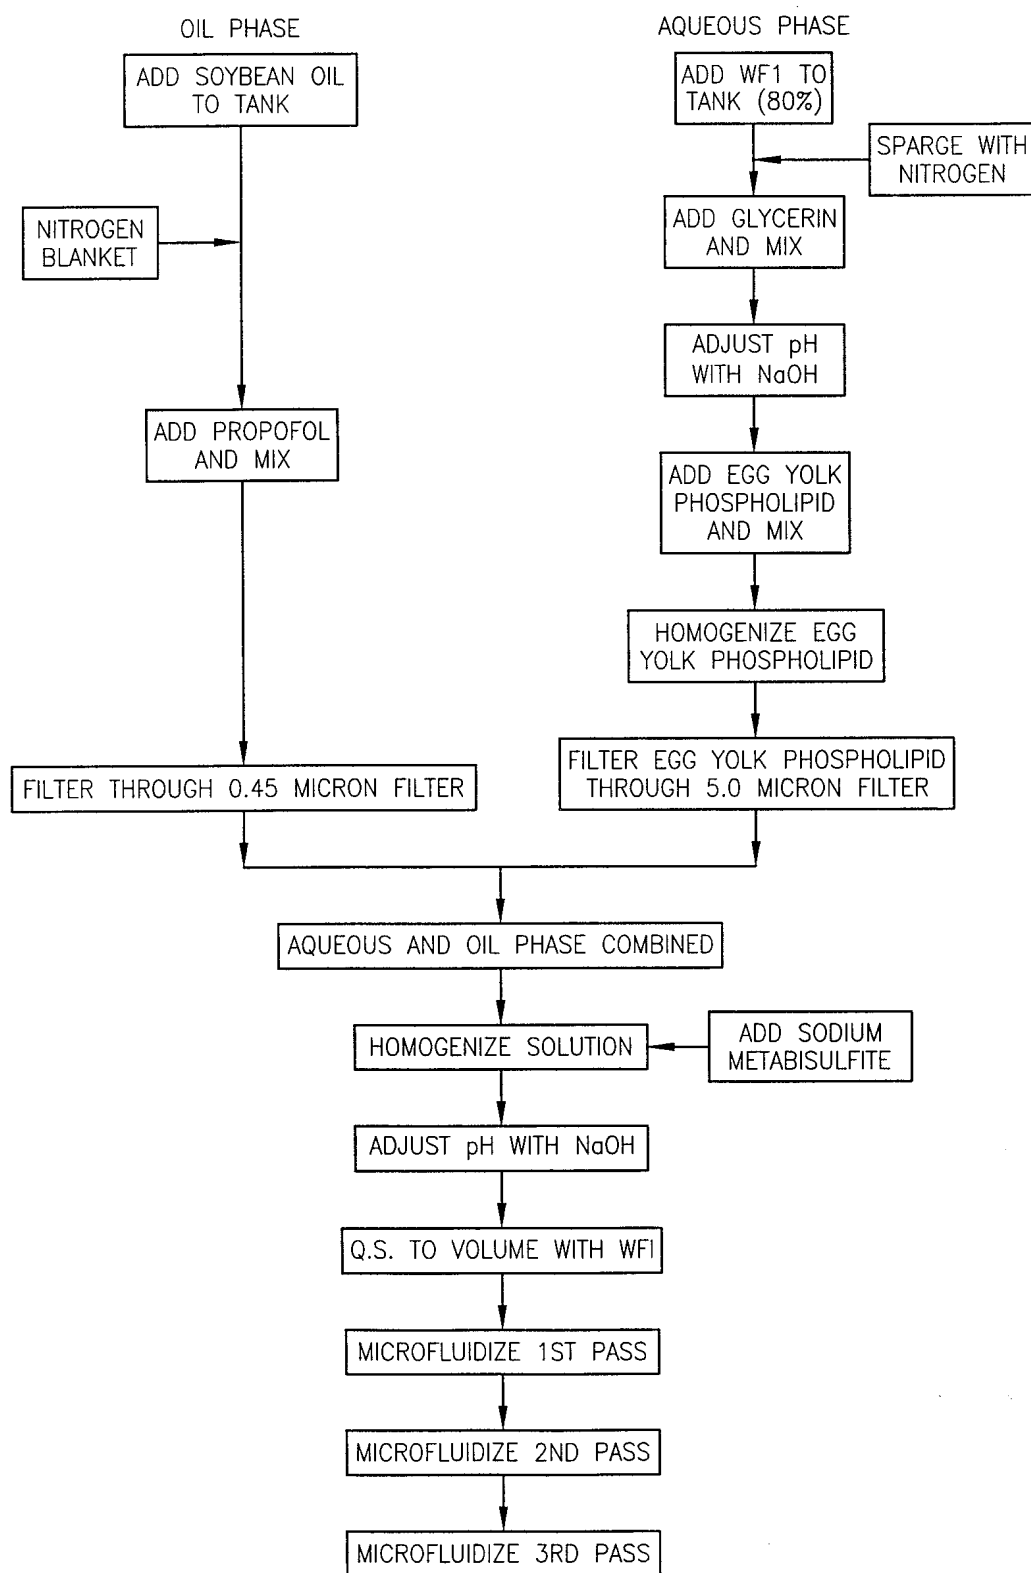 OIL PHASE
ADD SOYBEAN OIL
TO TANK
NITROGEN
BLANKET
ADD PROPOFOL
AND MIX
FILTER THROUGH 0.45 MICRON FILTER
AQUEOUS PHASE
ADD WF1 TO
TANK (80%)
SPARGE WITH
NITROGEN
ADD GLYCERIN
AND MIX
ADJUST pH
WITH NaOH
ADD EGG YOLK
PHOSPHOLIPID
AND MIX
HOMOGENIZE EGG
YOLK PHOSPHOLIPID
FILTER EGG YOLK PHOSPHOLIPID
THROUGH 5.0 MICRON FILTER
AQUEOUS AND OIL PHASE COMBINED
HOMOGENIZE SOLUTION
ADD SODIUM
METABISULFITE
ADJUST pH WITH NaOH
Q.S. TO VOLUME WITH WFI
MICROFLUIDIZE 1ST PASS
MICROFLUIDIZE 2ND PASS
MICROFLUIDIZE 3RD PASS